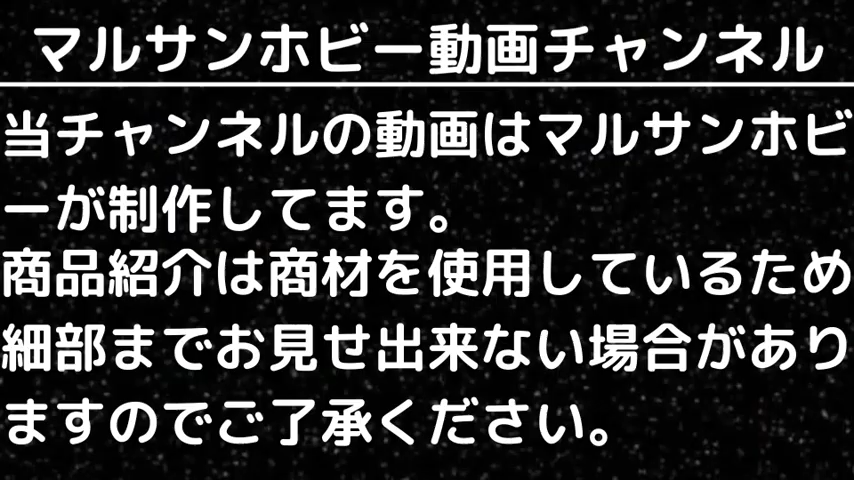 マルサンホビー動画チャンネル
当チャンネルの動画はマルサンホビ
ーが制作してます。
商品紹介は商材を使用しているため
細部までお見せ出来ない場合があり
ますのでご了承ください。